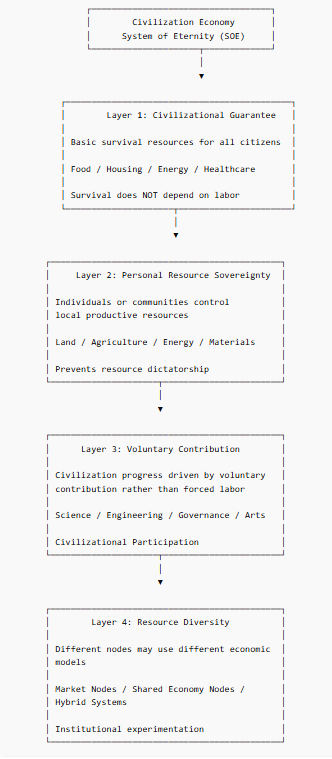 Civilization Economy
System of Eternity (SOE)
Layer 1: Civilizational Guarantee
Basic survival resources for all citizens
Food / Housing / Energy / Healthcare
Survival does NOT depend on labor
Layer 2: Personal Resource Sovereignty
Individuals or communities control
local productive resources
Land / Agriculture / Energy / Materials
Prevents resource dictatorship
Layer 3: Voluntary Contribution
Civilization progress driven by voluntary
contribution rather than forced labor
Science / Engineering / Governance / Arts
Civilizational Participation
Layer 4: Resource Diversity
Different nodes may use different economic
models
Market Nodes / Shared Economy Nodes /
Hybrid Systems
Institutional experimentation